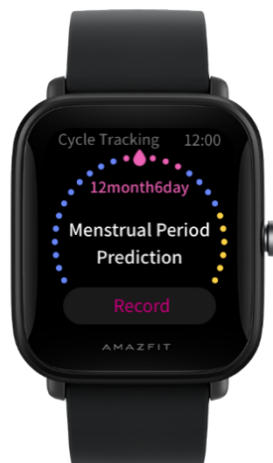 Cycle Tracking 12:00
12month6day
Menstrual Period
Prediction
Record
AMAZFIT